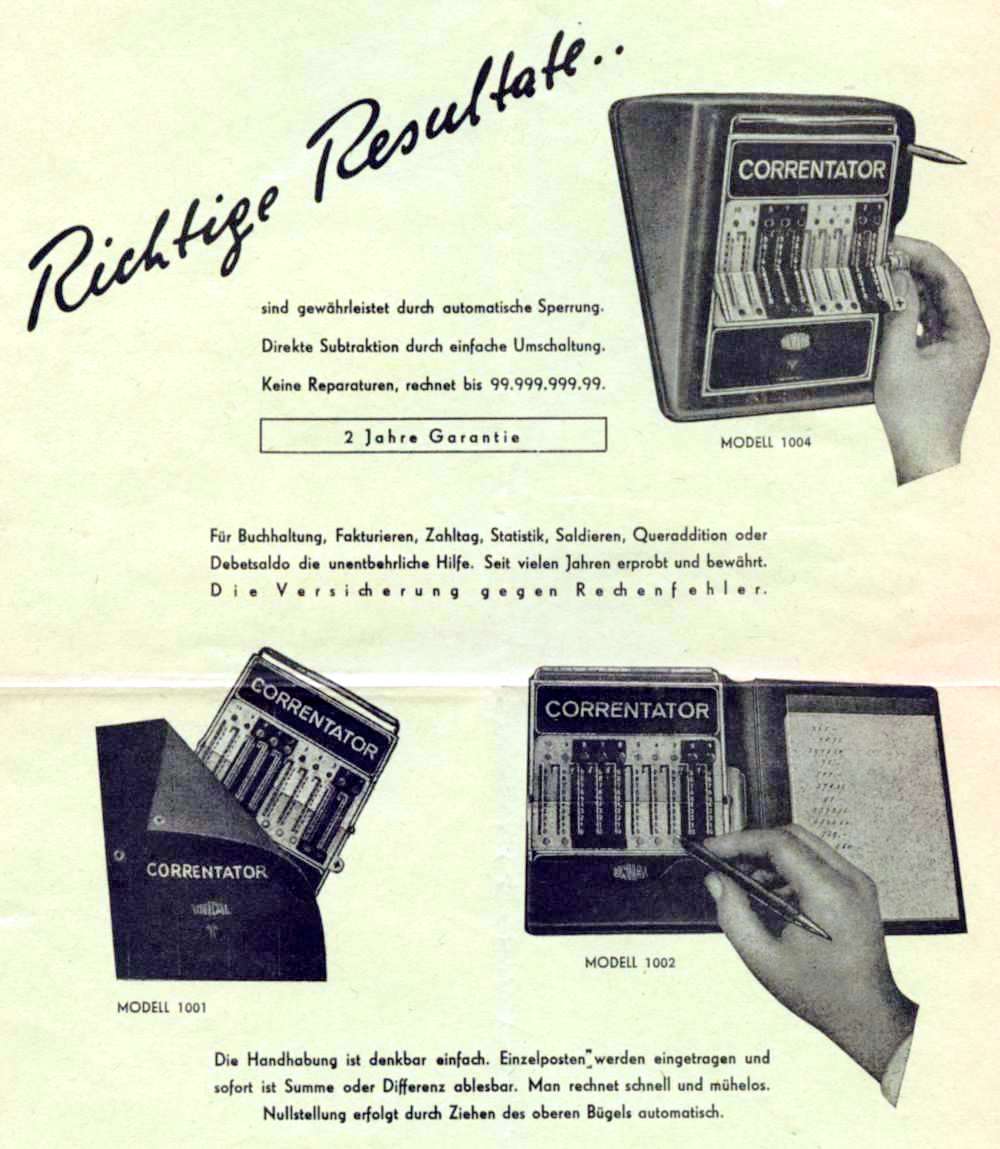 Richtige Resultate..
sind gewährleistet durch automatische Sperrung.
Direkte Subtraktion durch einfache Umschaltung.
Keine Reparaturen, rechnet bis 99.999.999.99.
2 Jahre Garantie
CORRENTATOR
MODELL 1004
Für Buchhaltung, Fakturieren, Zahltag, Statistik, Saldieren, Queraddition oder
Debetsaldo die unentbehrliche Hilfe. Seit vielen Jahren erprobt und bewährt.
Die Versicherung gegen Rechenfehler.
CORRENTATOR
CORRENTATOR
MODELL 1001
CORRENTATOR
MODELL 1002
Die Handhabung ist denkbar einfach. Einzelposten werden eingetragen und
sofort ist Summe oder Differenz ablesbar. Man rechnet schnell und mühelos.
Nullstellung erfolgt durch Ziehen des oberen Bügels automatisch.